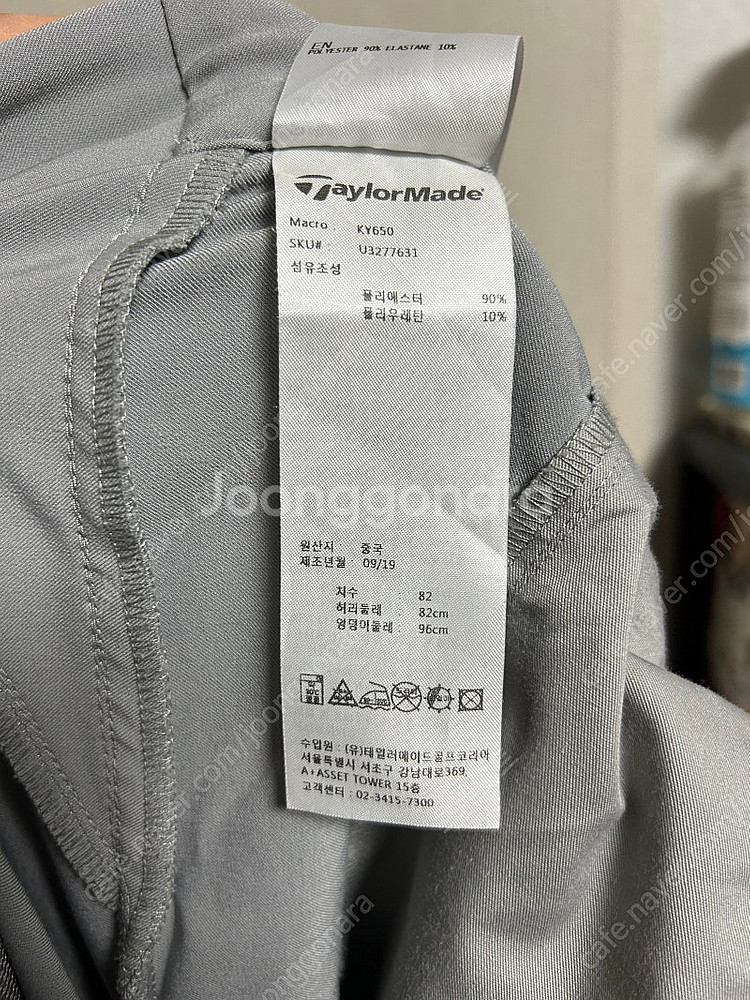 EN
POLYESTER 90% ELASTANE 10%
TaylorMade
Macro : KY650
SKU# : U3277631
섬유조성
폴리에스터 90%
폴리우레탄 10%
Joonggonara
원산지 : 중국
제조년월 : 09/19
치수 : 82
허리둘레 : 82cm
엉덩이둘레 : 96cm
수입원 : (유)테일러메이드골프코리아
서울특별시 서초구 강남대로369,
A+ASSET TOWER 15층
고객센터 : 02-3415-7300
cafe.naver.com/joonggonara